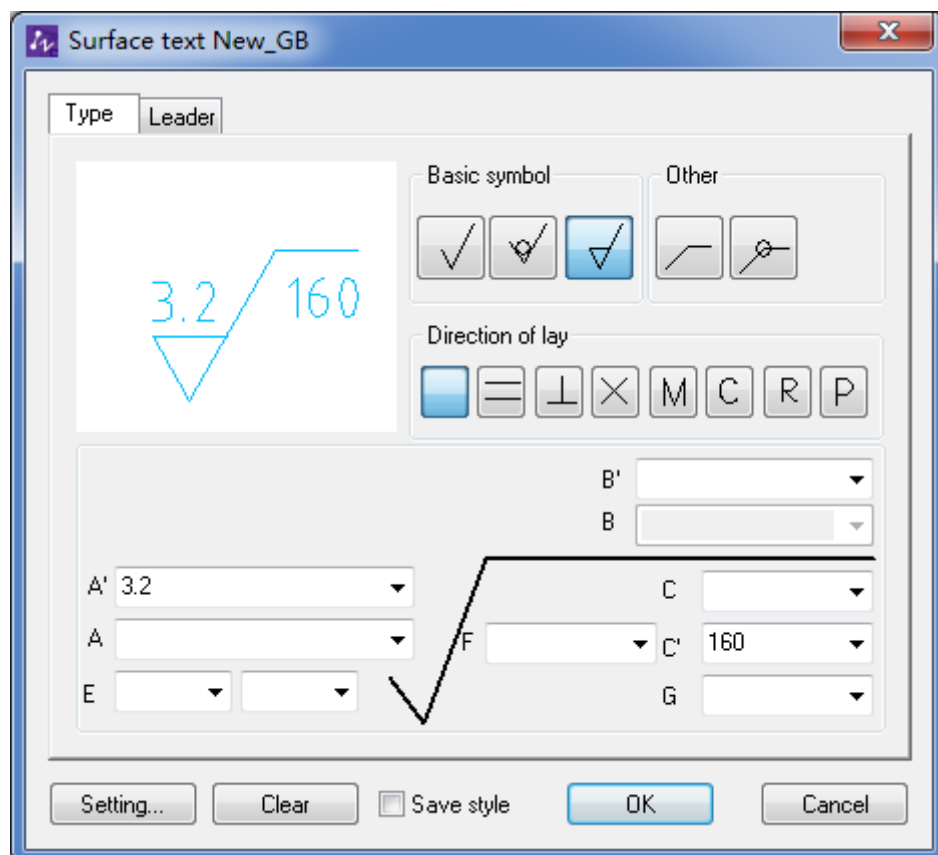 Surface text New_GB
Type Leader
Basic symbol Other
3.2 160
Direction of lay
M C R P
B'
B
A' 3.2 C
A F C' 160
E G
Setting... Clear Save style OK Cancel